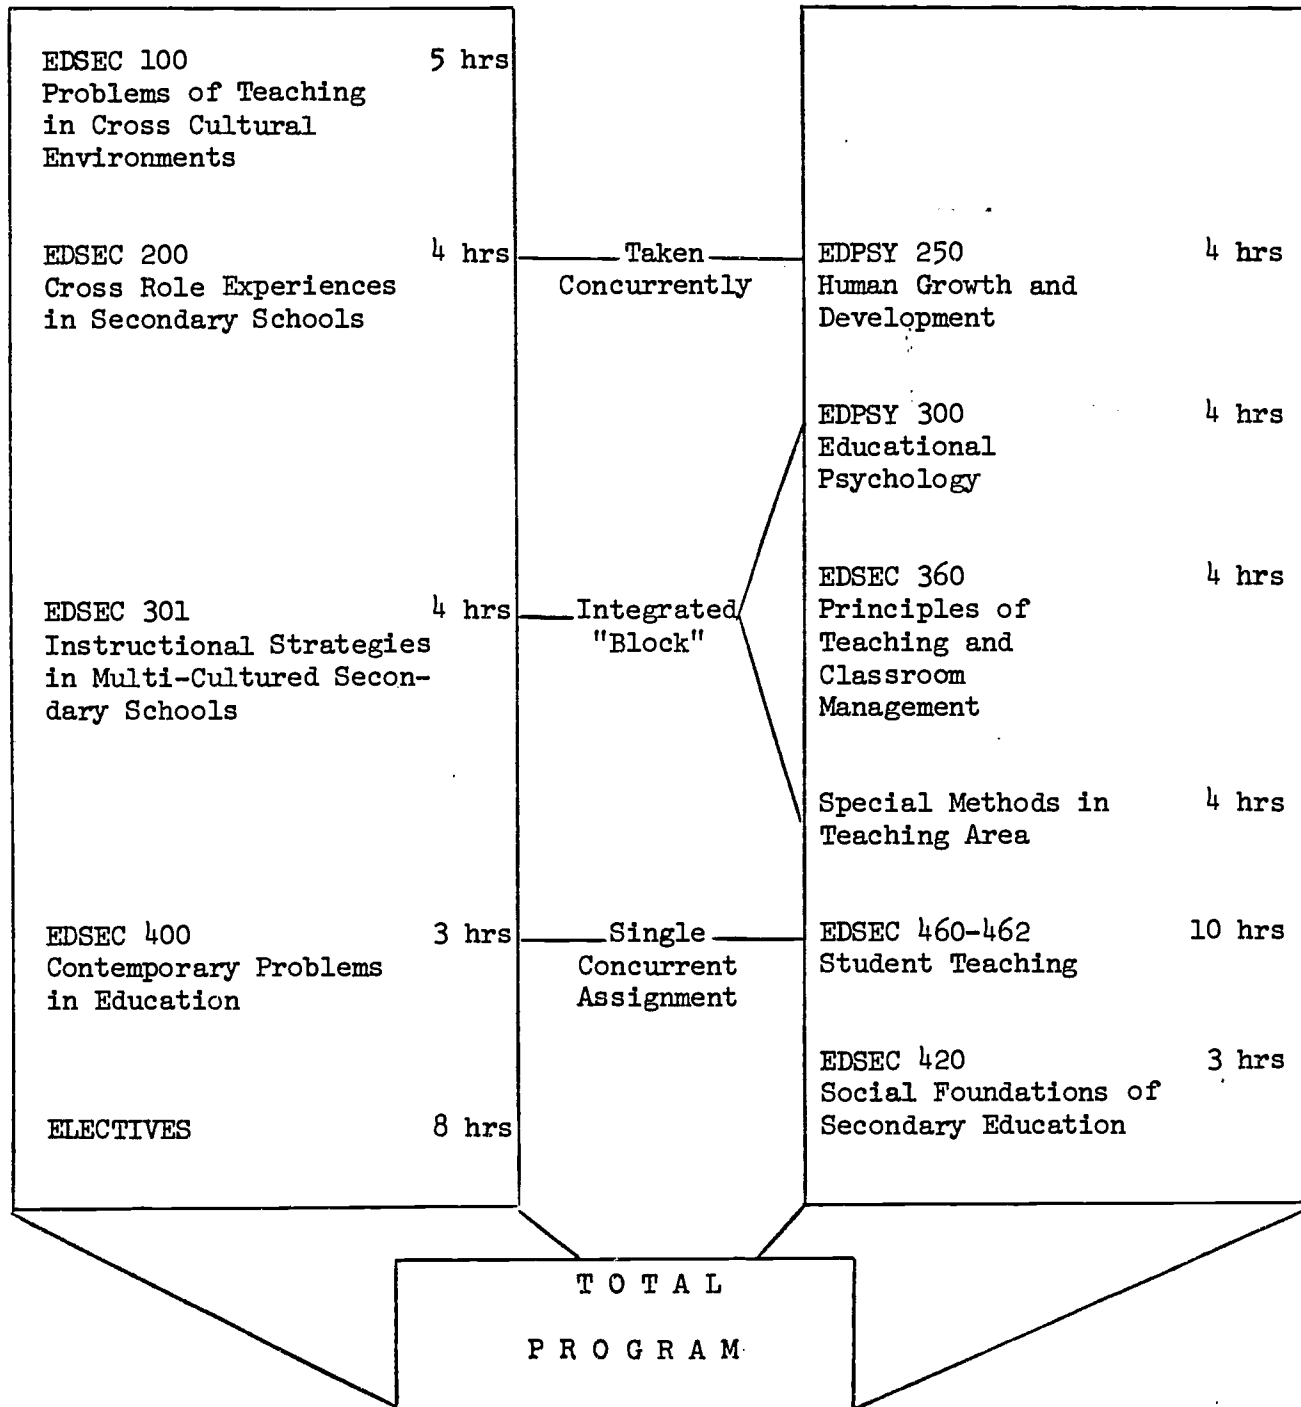 EDSEC 100 5 hrs
Problems of Teaching
in Cross Cultural
Environments
EDSEC 200 4 hrs
Cross Role Experiences
in Secondary Schools
Taken
Concurrently
EDPSY 250 4 hrs
Human Growth and
Development
EDPSY 300 4 hrs
Educational
Psychology
EDSEC 301 4 hrs
Instructional Strategies
in Multi-Cultured Secon-
dary Schools
Integrated
"Block"
EDSEC 360 4 hrs
Principles of
Teaching and
Classroom
Management
Special Methods in 4 hrs
Teaching Area
EDSEC 400 3 hrs
Contemporary Problems
in Education
Single
Concurrent
Assignment
EDSEC 460-462 10 hrs
Student Teaching
EDSEC 420 3 hrs
Social Foundations of
Secondary Education
ELECTIVES 8 hrs
TOTAL
PROGRAM